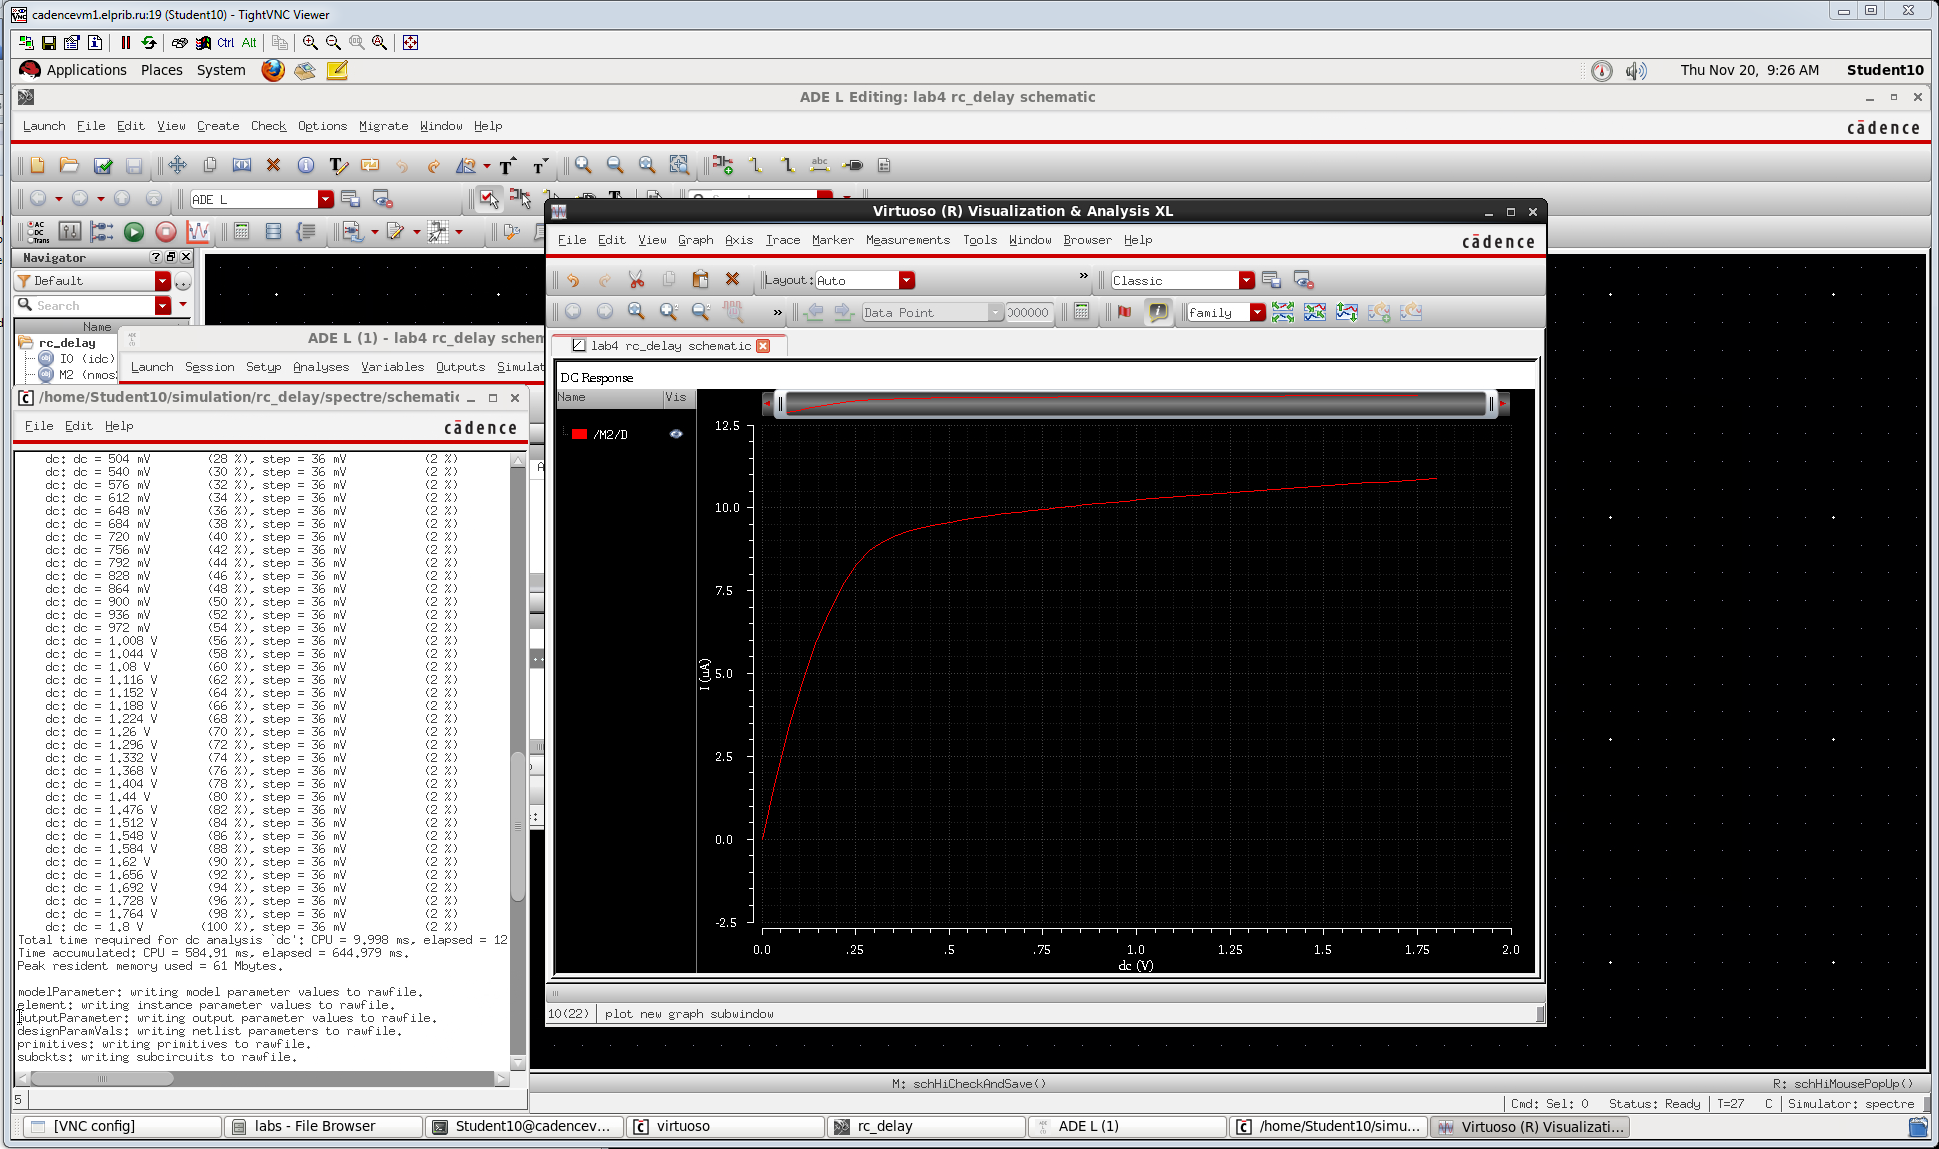 cadencevm1.elprib.ru:19 (Student10) - TightVNC Viewer
Ctrl Alt
Applications Places System Thu Nov 20, 9:26 AM Student10
ADE L Editing: lab4 rc_delay schematic
Launch File Edit View Create Check Options Migrate Window Help
cādence
ADE L
AC
DC
Trans
Navigator
Default
Search
Name
rc_delay
I0 (idc)
M2 (nmos
ADE L (1) - lab4 rc_delay schem
Launch Session Setup Analyses Variables Outputs Simulat
/home/Student10/simulation/rc_delay/spectre/schematic
File Edit Help
cādence
dc: dc = 504 mV (28 %), step = 36 mV (2 %)
dc: dc = 540 mV (30 %), step = 36 mV (2 %)
dc: dc = 576 mV (32 %), step = 36 mV (2 %)
dc: dc = 612 mV (34 %), step = 36 mV (2 %)
dc: dc = 648 mV (36 %), step = 36 mV (2 %)
dc: dc = 684 mV (38 %), step = 36 mV (2 %)
dc: dc = 720 mV (40 %), step = 36 mV (2 %)
dc: dc = 756 mV (42 %), step = 36 mV (2 %)
dc: dc = 792 mV (44 %), step = 36 mV (2 %)
dc: dc = 828 mV (46 %), step = 36 mV (2 %)
dc: dc = 864 mV (48 %), step = 36 mV (2 %)
dc: dc = 900 mV (50 %), step = 36 mV (2 %)
dc: dc = 936 mV (52 %), step = 36 mV (2 %)
dc: dc = 972 mV (54 %), step = 36 mV (2 %)
dc: dc = 1.008 V (56 %), step = 36 mV (2 %)
dc: dc = 1.044 V (58 %), step = 36 mV (2 %)
dc: dc = 1.08 V (60 %), step = 36 mV (2 %)
dc: dc = 1.116 V (62 %), step = 36 mV (2 %)
dc: dc = 1.152 V (64 %), step = 36 mV (2 %)
dc: dc = 1.188 V (66 %), step = 36 mV (2 %)
dc: dc = 1.224 V (68 %), step = 36 mV (2 %)
dc: dc = 1.26 V (70 %), step = 36 mV (2 %)
dc: dc = 1.296 V (72 %), step = 36 mV (2 %)
dc: dc = 1.332 V (74 %), step = 36 mV (2 %)
dc: dc = 1.368 V (76 %), step = 36 mV (2 %)
dc: dc = 1.404 V (78 %), step = 36 mV (2 %)
dc: dc = 1.44 V (80 %), step = 36 mV (2 %)
dc: dc = 1.476 V (82 %), step = 36 mV (2 %)
dc: dc = 1.512 V (84 %), step = 36 mV (2 %)
dc: dc = 1.548 V (86 %), step = 36 mV (2 %)
dc: dc = 1.584 V (88 %), step = 36 mV (2 %)
dc: dc = 1.62 V (90 %), step = 36 mV (2 %)
dc: dc = 1.656 V (92 %), step = 36 mV (2 %)
dc: dc = 1.692 V (94 %), step = 36 mV (2 %)
dc: dc = 1.728 V (96 %), step = 36 mV (2 %)
dc: dc = 1.764 V (98 %), step = 36 mV (2 %)
dc: dc = 1.8 V (100 %), step = 36 mV (2 %)
Total time required for dc analysis `dc': CPU = 9.998 ms, elapsed = 12
Time accumulated: CPU = 584.91 ms, elapsed = 644.979 ms.
Peak resident memory used = 61 Mbytes.
modelParameter: writing model parameter values to rawfile.
element: writing instance parameter values to rawfile.
outputParameter: writing output parameter values to rawfile.
designParamVals: writing netlist parameters to rawfile.
primitives: writing primitives to rawfile.
subckts: writing subcircuits to rawfile.
5
Virtuoso (R) Visualization & Analysis XL
File Edit View Graph Axis Trace Marker Measurements Tools Window Browser Help
cādence
Layout: Auto » Classic
» Data Point 000000 family
lab4 rc_delay schematic
DC Response
Name Vis
/M2/D
12.5
10.0
7.5
5.0
2.5
0.0
-2.5
I (uA)
0.0 .25 .5 .75 1.0 1.25 1.5 1.75 2.0
dc (V)
10(22) plot new graph subwindow
M: schHiCheckAndSave() R: schHiMousePopUp()
Cmd: Sel: 0 Status: Ready T=27 C Simulator: spectre
[VNC config] labs - File Browser Student10@cadencev... virtuoso rc_delay ADE L (1) /home/Student10/simu... Virtuoso (R) Visualizati...